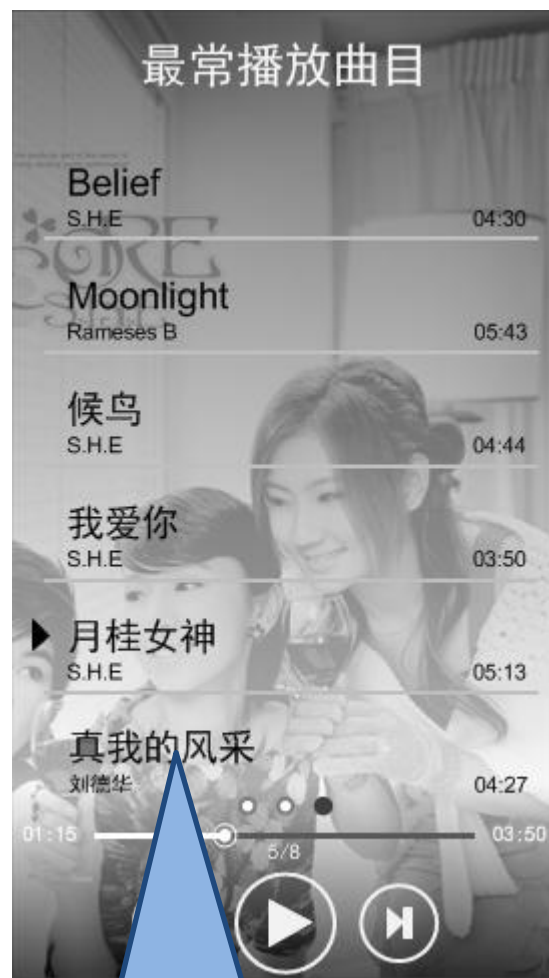 最常播放曲目
Belief
S.H.E 04:30
Moonlight
Rameses B 05:43
候鸟
S.H.E 04:44
我爱你
S.H.E 03:50
月桂女神
S.H.E 05:13
真我的风采
刘德华 04:27
01:15 03:50
5/8